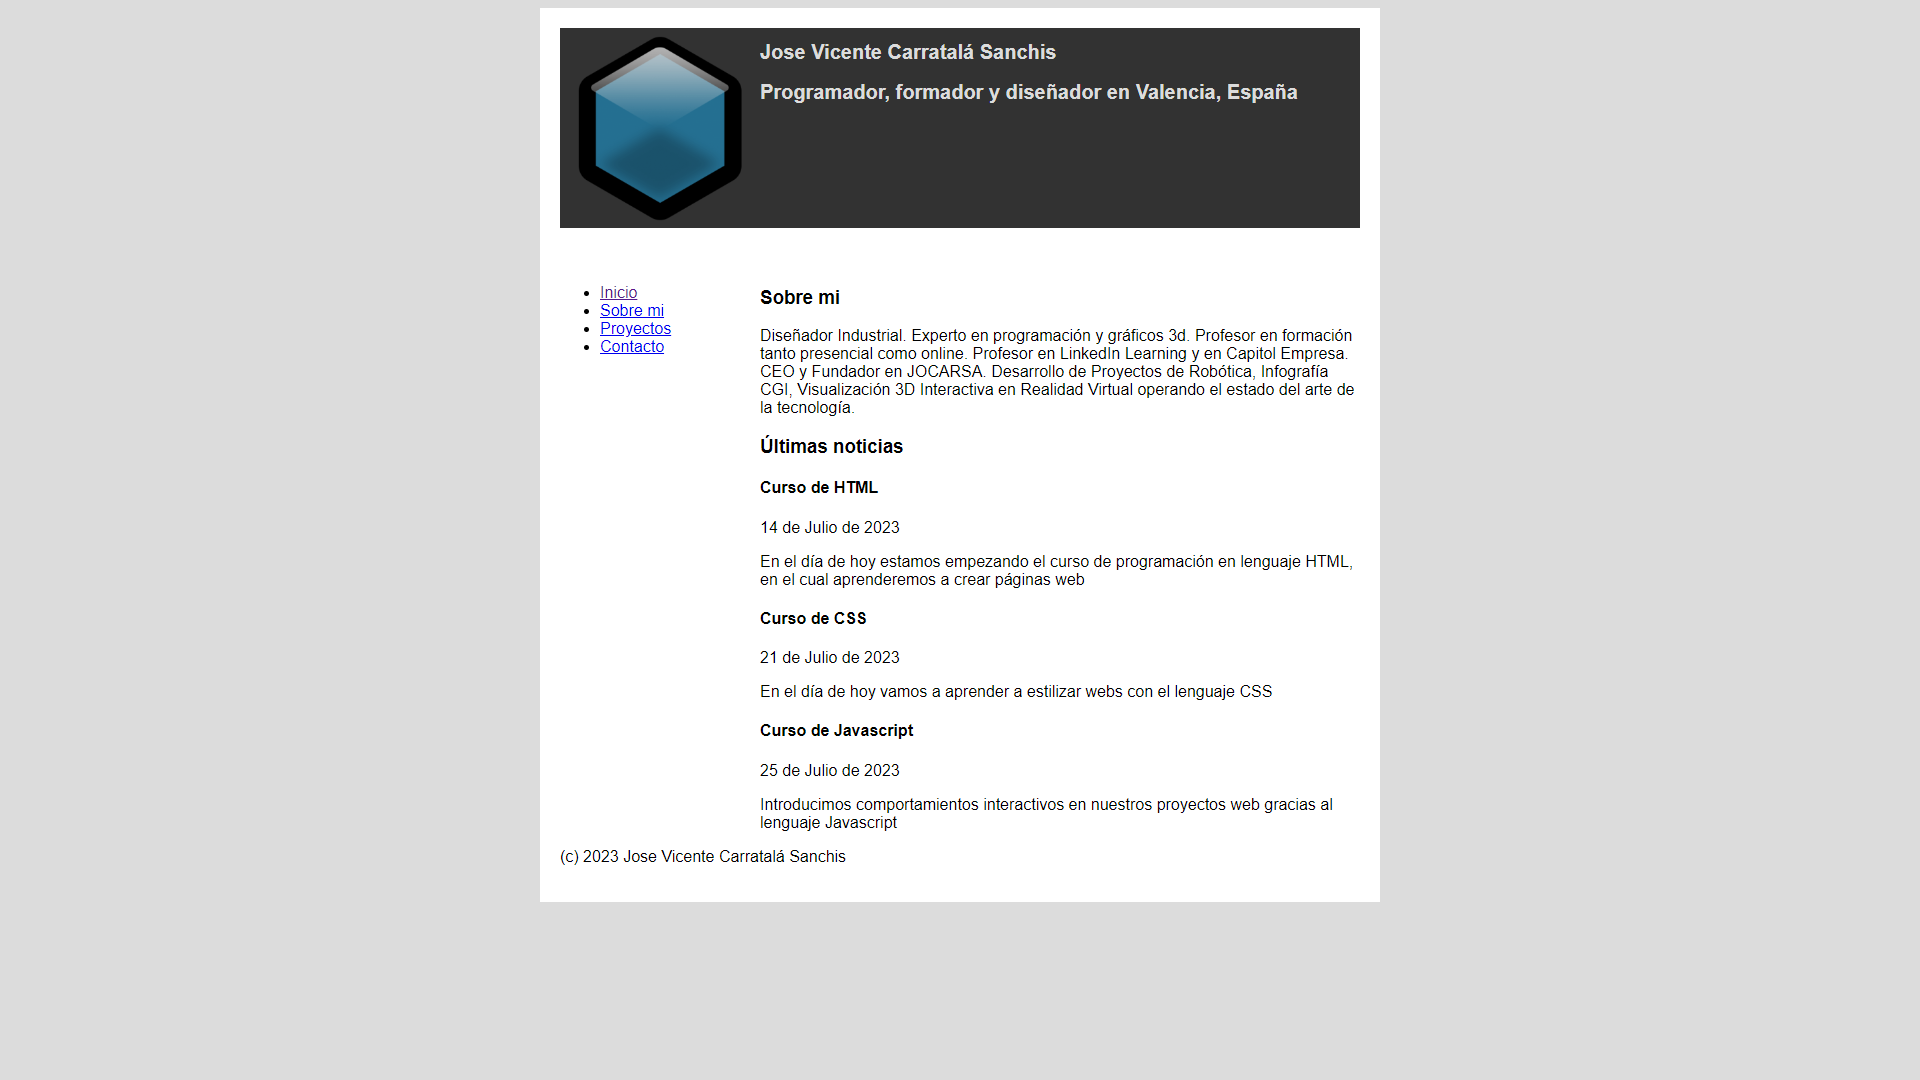 Jose Vicente Carratalá Sanchis
Programador, formador y diseñador en Valencia, España
Inicio
Sobre mi
Proyectos
Contacto
Sobre mi
Diseñador Industrial. Experto en programación y gráficos 3d. Profesor en formación
tanto presencial como online. Profesor en LinkedIn Learning y en Capitol Empresa.
CEO y Fundador en JOCARSA. Desarrollo de Proyectos de Robótica, Infografía
CGI, Visualización 3D Interactiva en Realidad Virtual operando el estado del arte de
la tecnología.
Últimas noticias
Curso de HTML
14 de Julio de 2023
En el día de hoy estamos empezando el curso de programación en lenguaje HTML,
en el cual aprenderemos a crear páginas web
Curso de CSS
21 de Julio de 2023
En el día de hoy vamos a aprender a estilizar webs con el lenguaje CSS
Curso de Javascript
25 de Julio de 2023
Introducimos comportamientos interactivos en nuestros proyectos web gracias al
lenguaje Javascript
(c) 2023 Jose Vicente Carratalá Sanchis